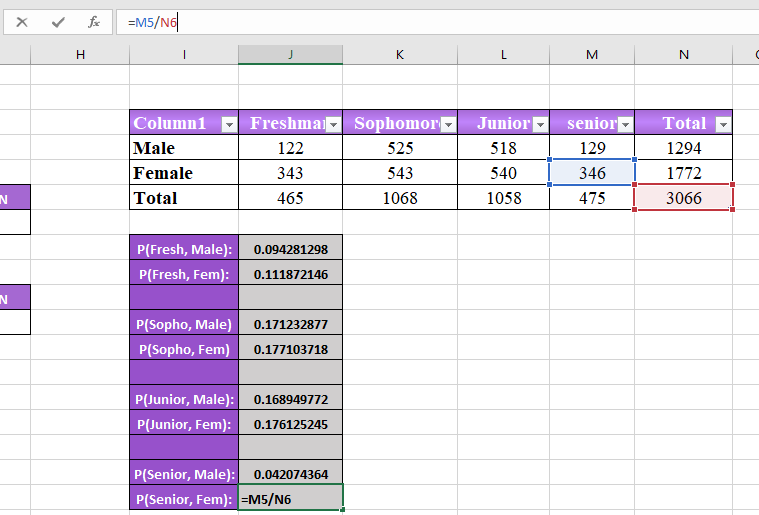 =M5/N6
H I J K L M N
Column1 Freshma Sophomor Junior senior Total
Male 122 525 518 129 1294
Female 343 543 540 346 1772
Total 465 1068 1058 475 3066
N
P(Fresh, Male): 0.094281298
P(Fresh, Fem): 0.111872146
N
P(Sopho, Male) 0.171232877
P(Sopho, Fem) 0.177103718
P(Junior, Male): 0.168949772
P(Junior, Fem): 0.176125245
P(Senior, Male): 0.042074364
P(Senior, Fem): =M5/N6